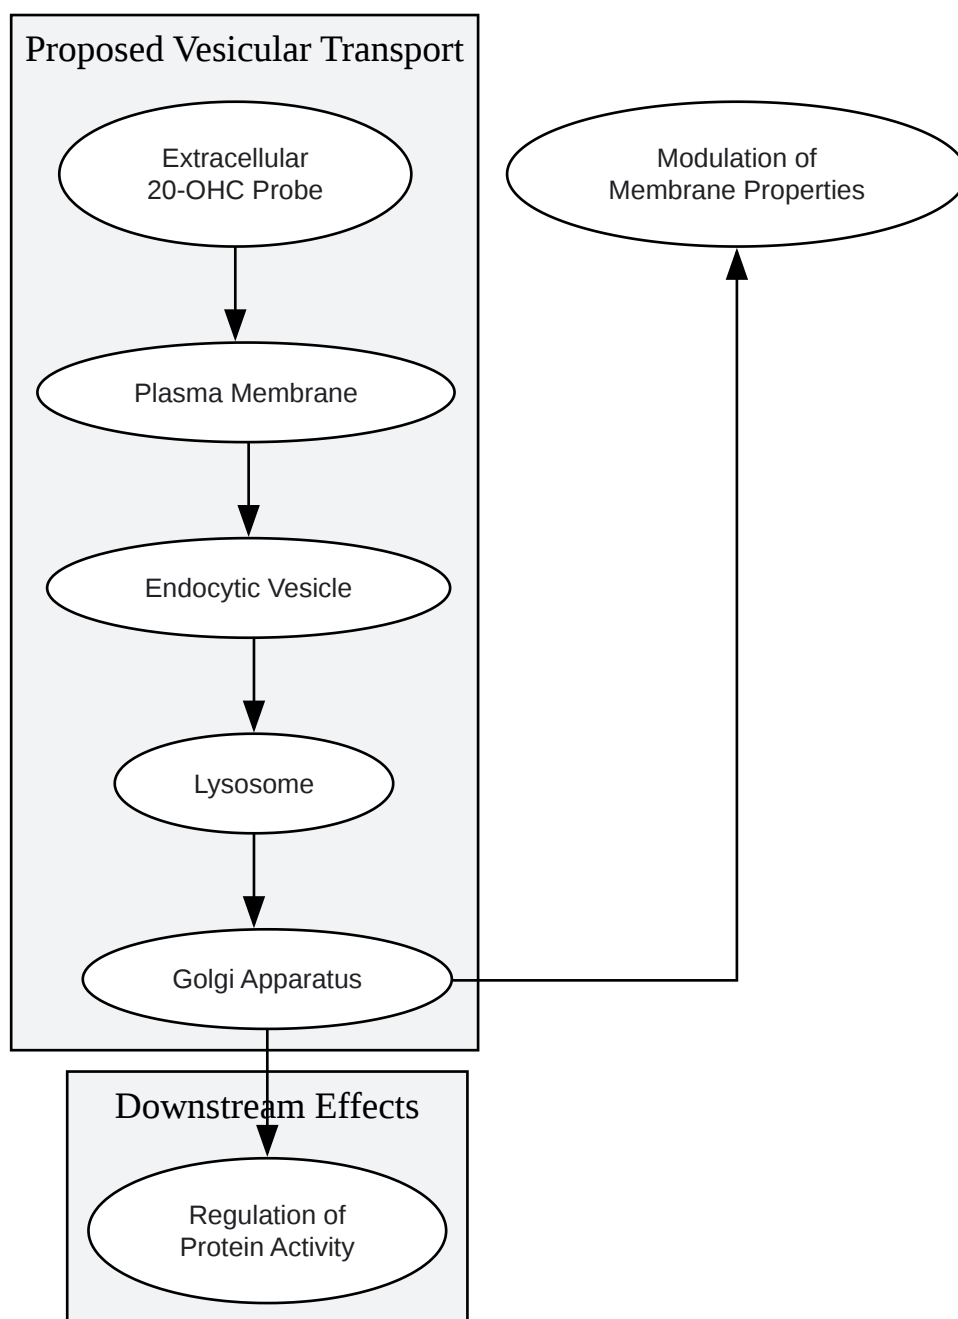 Proposed Vesicular Transport
Extracellular
20-OHC Probe
Modulation of
Membrane Properties
Plasma Membrane
Endocytic Vesicle
Lysosome
Golgi Apparatus
Downstream Effects
Regulation of
Protein Activity